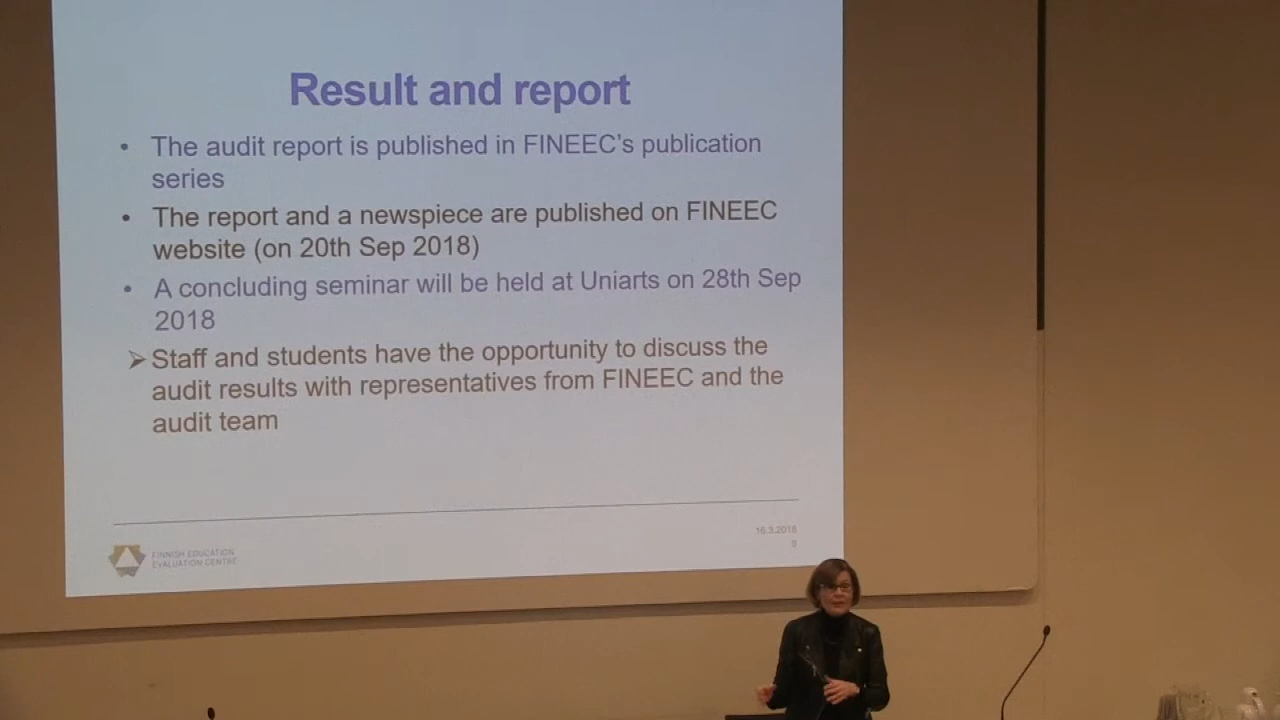 Result and report
• The audit report is published in FINEEC's publication
series
• The report and a newspiece are published on FINEEC
website (on 20th Sep 2018)
• A concluding seminar will be held at Uniarts on 28th Sep
2018
➢ Staff and students have the opportunity to discuss the
audit results with representatives from FINEEC and the
audit team
16.3.2018
9
FINNISH EDUCATION
EVALUATION CENTRE